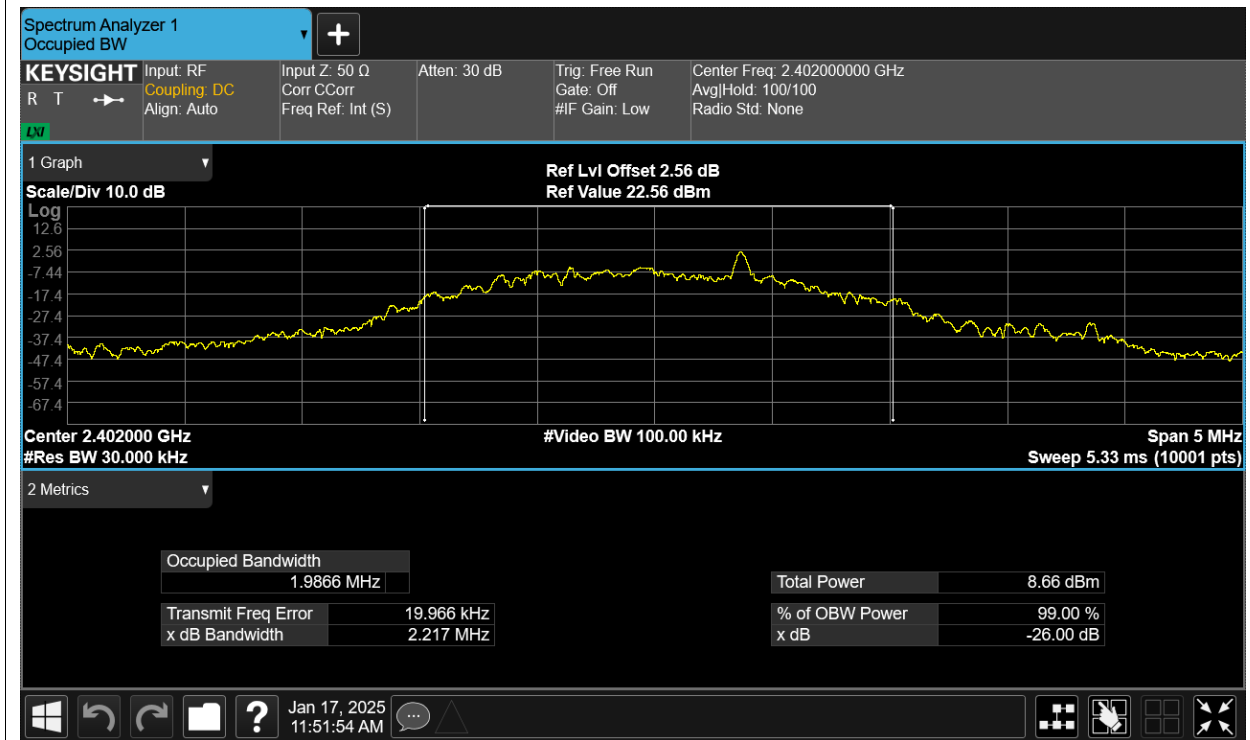 Spectrum Analyzer 1
Occupied BW
KEYSIGHT
R T
LXI
Input: RF
Coupling: DC
Align: Auto
Input Z: 50 Ω
Corr CCorr
Freq Ref: Int (S)
Atten: 30 dB
Trig: Free Run
Gate: Off
#IF Gain: Low
Center Freq: 2.402000000 GHz
Avg|Hold: 100/100
Radio Std: None
1 Graph
Scale/Div 10.0 dB
Ref Lvl Offset 2.56 dB
Ref Value 22.56 dBm
Log
12.6
2.56
-7.44
-17.4
-27.4
-37.4
-47.4
-57.4
-67.4
Center 2.402000 GHz
#Res BW 30.000 kHz
#Video BW 100.00 kHz
Span 5 MHz
Sweep 5.33 ms (10001 pts)
2 Metrics
Occupied Bandwidth
1.9866 MHz
Transmit Freq Error 19.966 kHz
x dB Bandwidth 2.217 MHz
Total Power 8.66 dBm
% of OBW Power 99.00 %
x dB -26.00 dB
?
Jan 17, 2025
11:51:54 AM